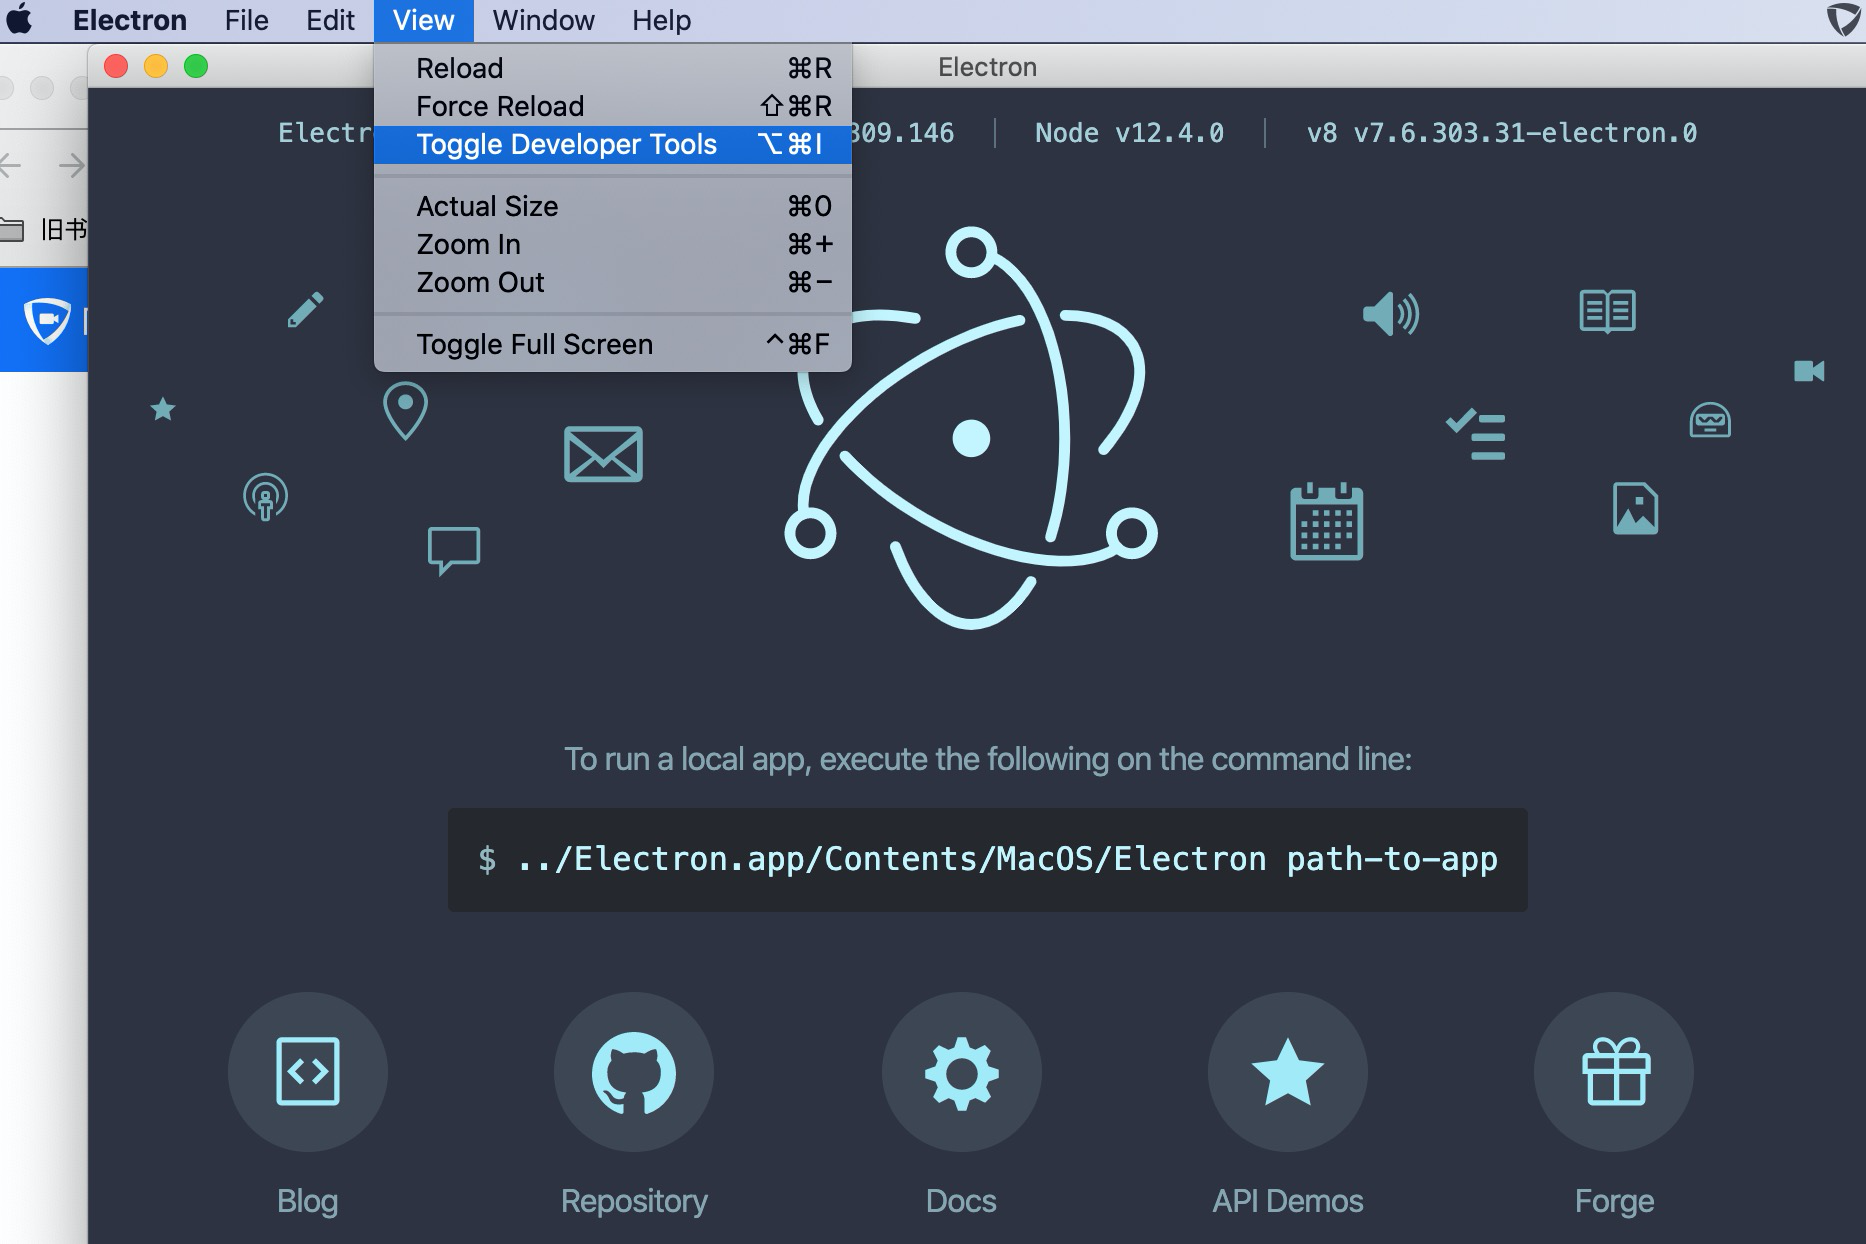 Electron File Edit View Window Help
Electron
Reload ⌘R
Force Reload ⇧⌘R
Toggle Developer Tools ⌥⌘I
Actual Size ⌘0
Zoom In ⌘+
Zoom Out ⌘−
Toggle Full Screen ^⌘F
Electr 309.146 | Node v12.4.0 | v8 v7.6.303.31-electron.0
旧书
To run a local app, execute the following on the command line:
$ ../Electron.app/Contents/MacOS/Electron path-to-app
Blog Repository Docs API Demos Forge